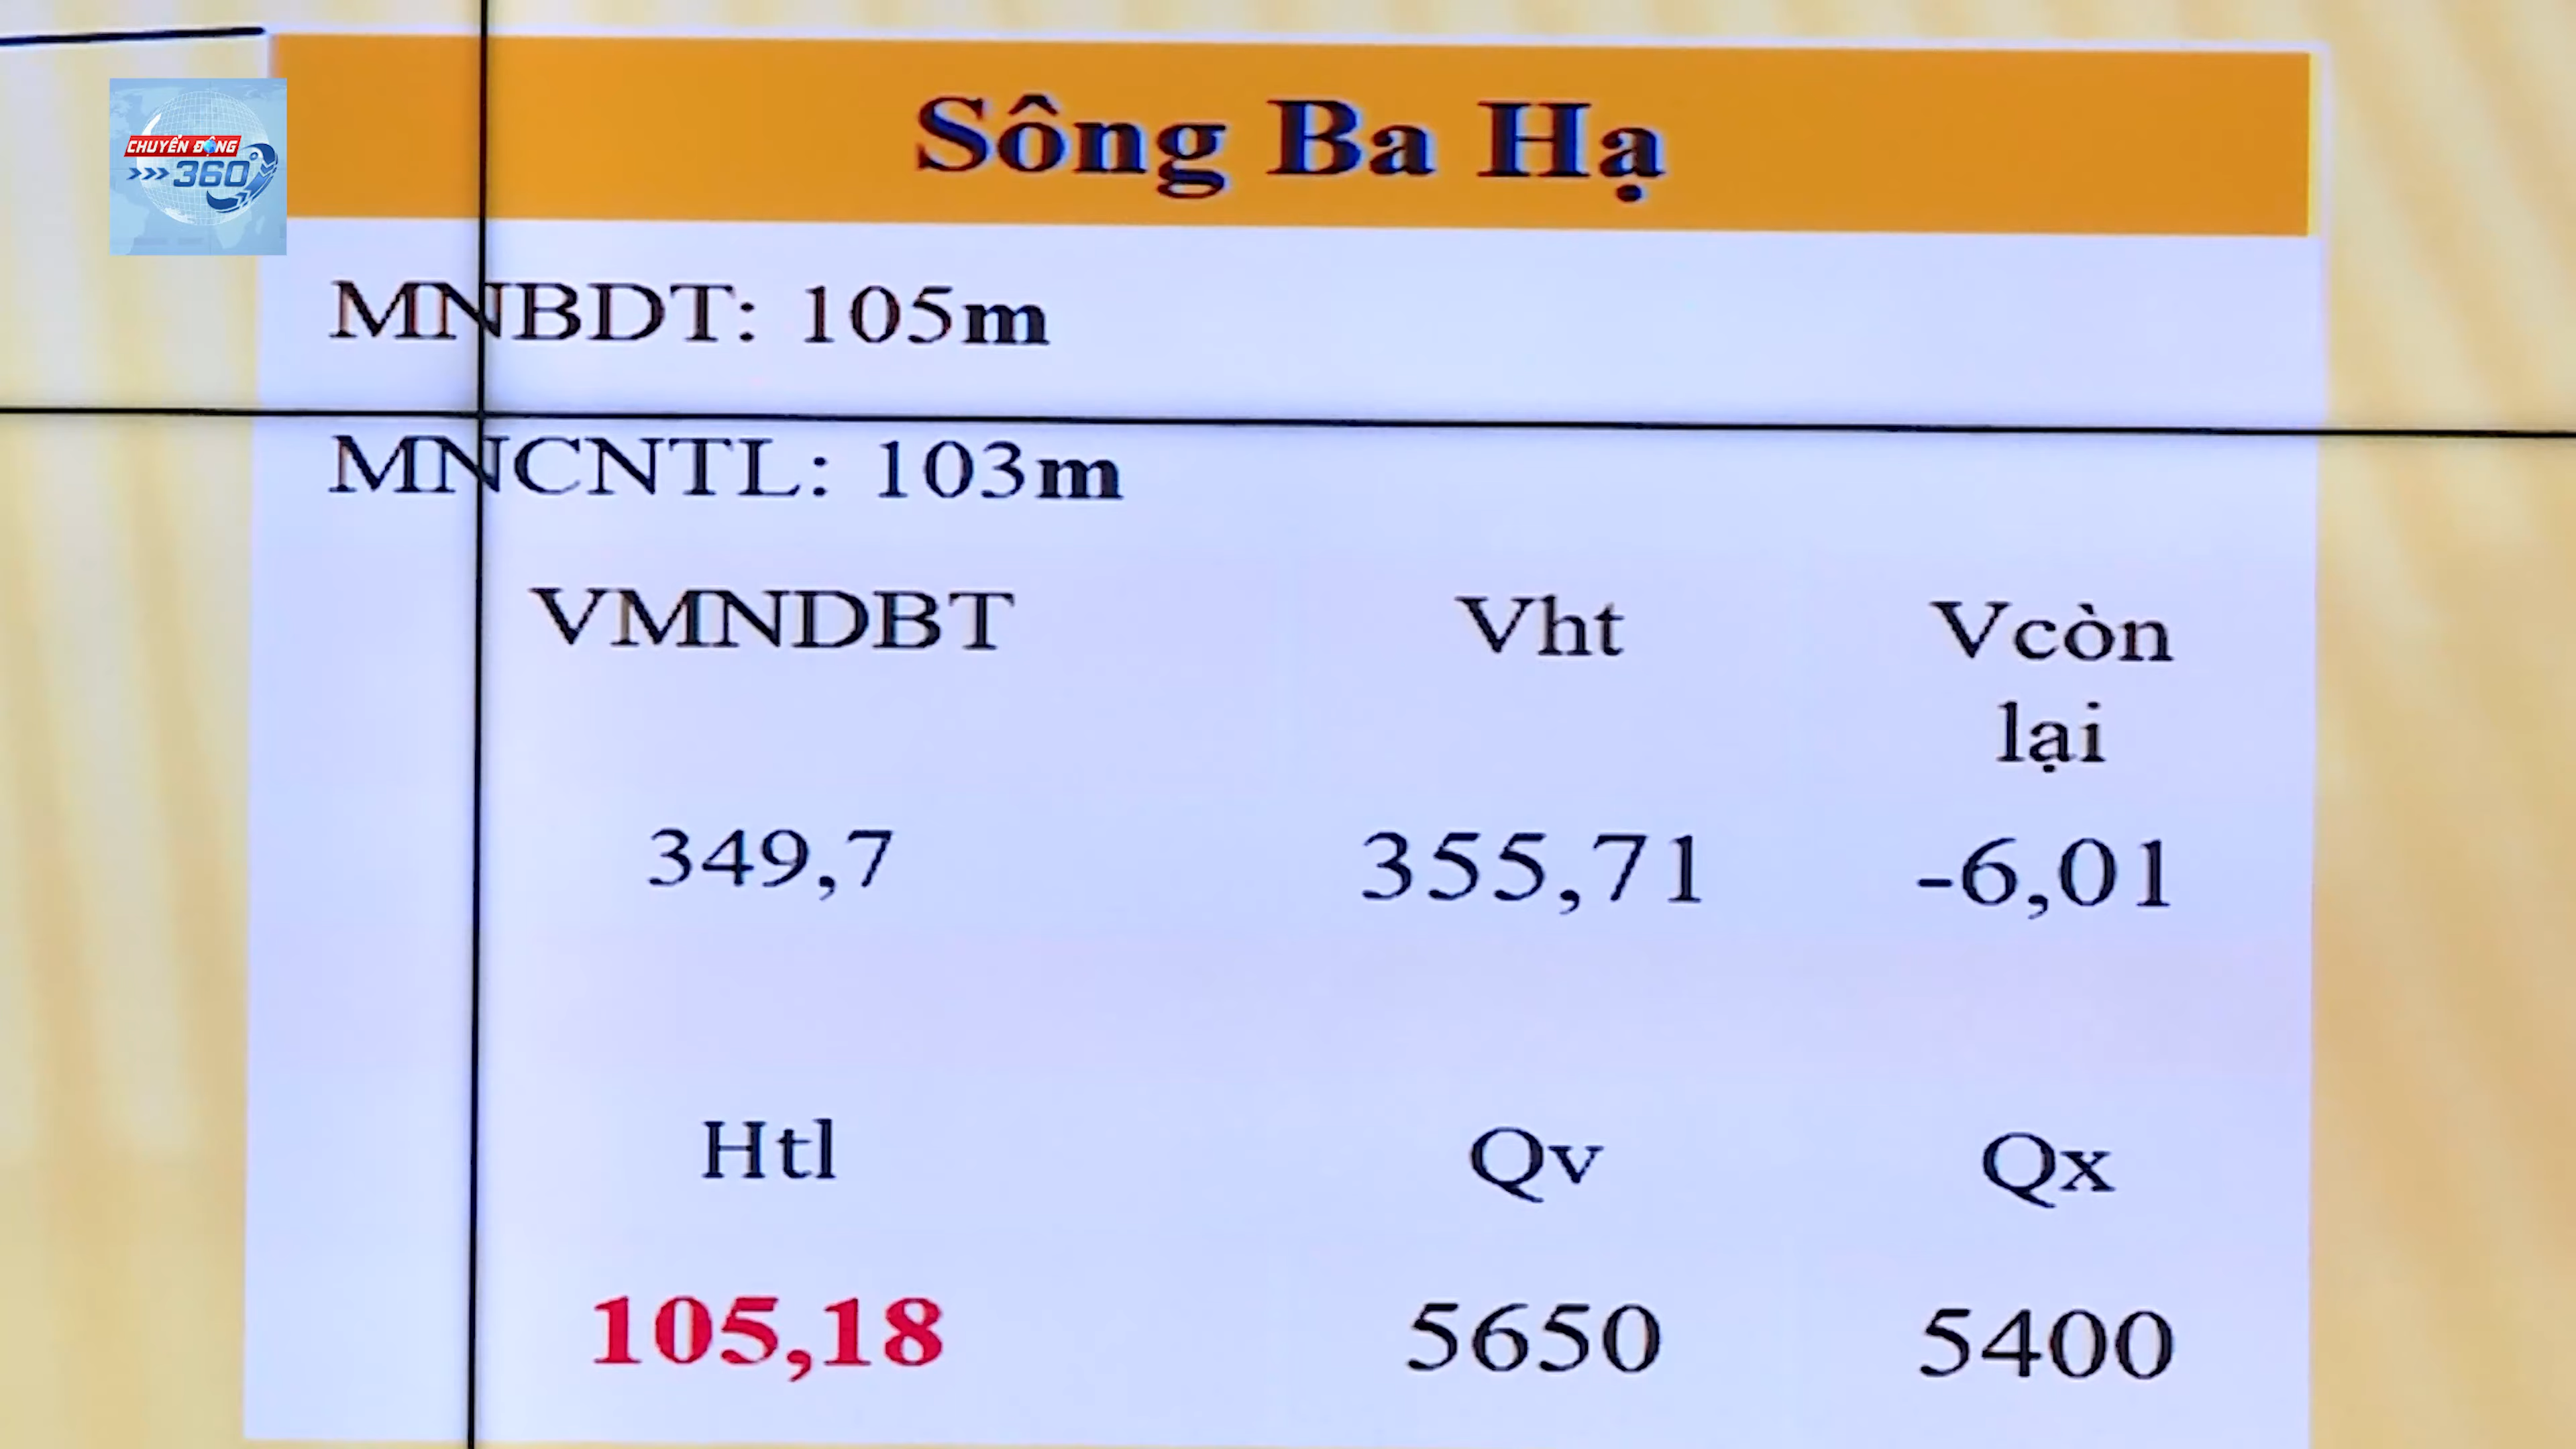 CHUYỂN ĐỘNG
360
Sông Ba Hạ
MNBDT: 105m
MNCNTL: 103m
VMNDBT Vht Vcòn lại
349,7 355,71 -6,01
Htl Qv Qx
105,18 5650 5400